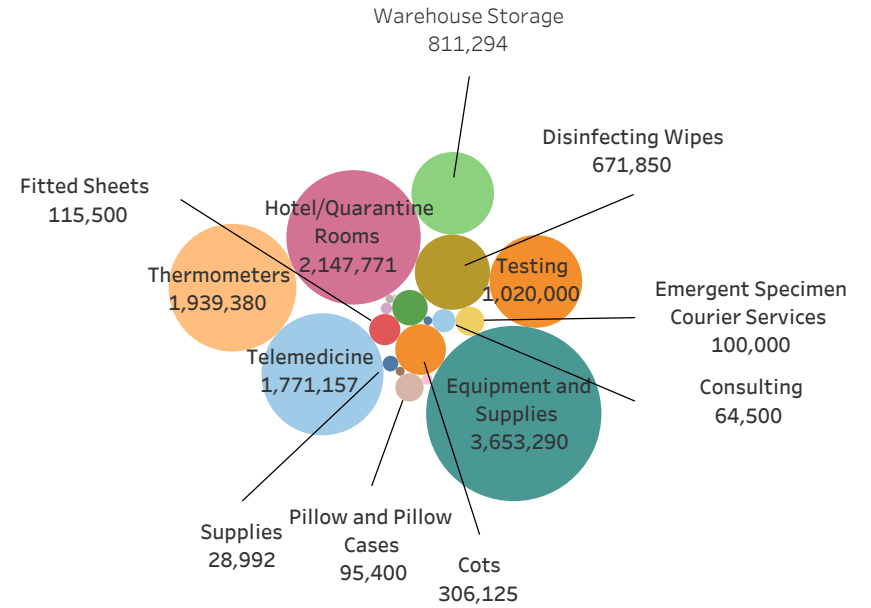 Warehouse Storage
811,294
Disinfecting Wipes
671,850
Fitted Sheets
115,500
Hotel/Quarantine
Rooms
2,147,771
Thermometers
1,939,380
Testing
1,020,000
Emergent Specimen
Courier Services
100,000
Telemedicine
1,771,157
Equipment and
Supplies
3,653,290
Consulting
64,500
Supplies
28,992
Pillow and Pillow
Cases
95,400
Cots
306,125